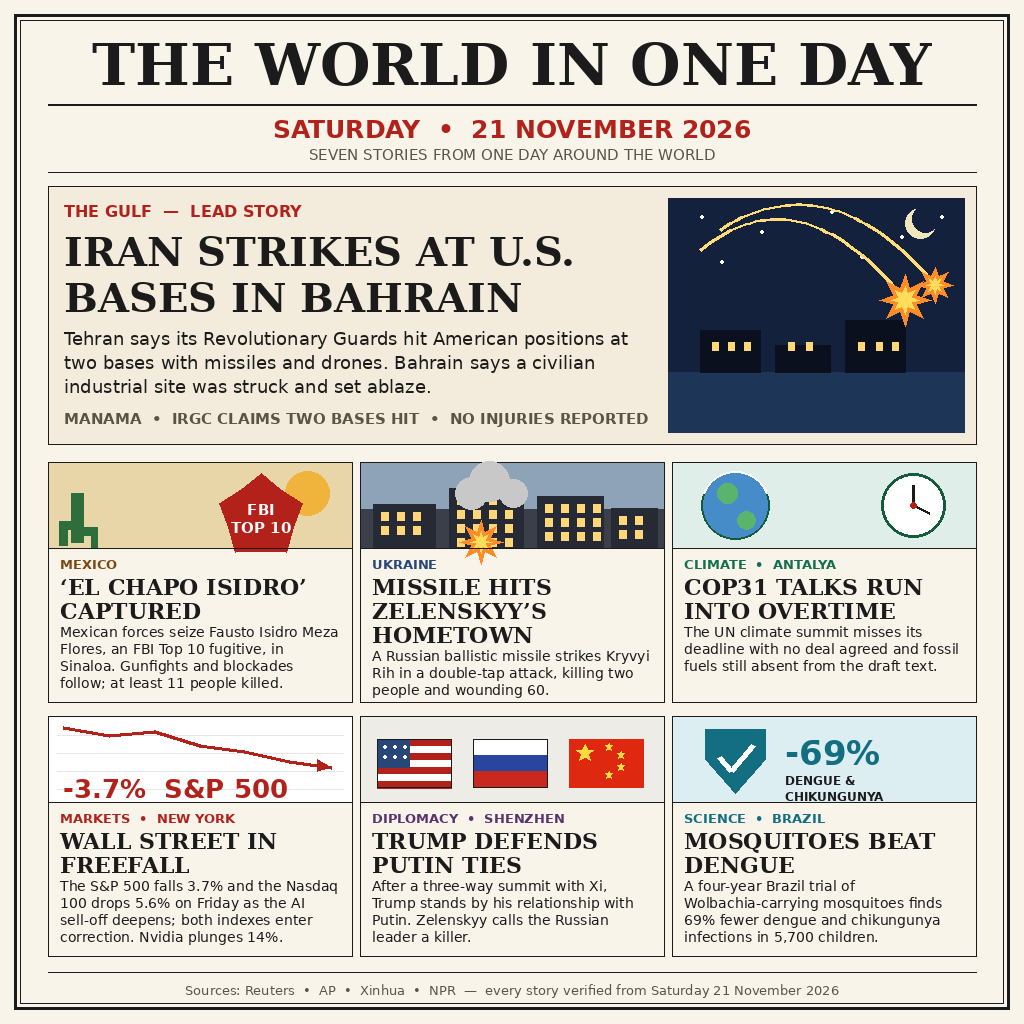 THE WORLD IN ONE DAY
SATURDAY • 21 NOVEMBER 2026
SEVEN STORIES FROM ONE DAY AROUND THE WORLD
THE GULF — LEAD STORY
IRAN STRIKES AT U.S.
BASES IN BAHRAIN
Tehran says its Revolutionary Guards hit American positions at
two bases with missiles and drones. Bahrain says a civilian
industrial site was struck and set ablaze.
MANAMA • IRGC CLAIMS TWO BASES HIT • NO INJURIES REPORTED
FBI
TOP 10
MEXICO
‘EL CHAPO ISIDRO’
CAPTURED
Mexican forces seize Fausto Isidro Meza
Flores, an FBI Top 10 fugitive, in
Sinaloa. Gunfights and blockades
follow; at least 11 people killed.
UKRAINE
MISSILE HITS
ZELENSKYY’S
HOMETOWN
A Russian ballistic missile strikes Kryvyi
Rih in a double-tap attack, killing two
people and wounding 60.
CLIMATE • ANTALYA
COP31 TALKS RUN
INTO OVERTIME
The UN climate summit misses its
deadline with no deal agreed and fossil
fuels still absent from the draft text.
-3.7% S&P 500
MARKETS • NEW YORK
WALL STREET IN
FREEFALL
The S&P 500 falls 3.7% and the Nasdaq
100 drops 5.6% on Friday as the AI
sell-off deepens; both indexes enter
correction. Nvidia plunges 14%.
DIPLOMACY • SHENZHEN
TRUMP DEFENDS
PUTIN TIES
After a three-way summit with Xi,
Trump stands by his relationship with
Putin. Zelenskyy calls the Russian
leader a killer.
-69%
DENGUE &
CHIKUNGUNYA
SCIENCE • BRAZIL
MOSQUITOES BEAT
DENGUE
A four-year Brazil trial of
Wolbachia-carrying mosquitoes finds
69% fewer dengue and chikungunya
infections in 5,700 children.
Sources: Reuters • AP • Xinhua • NPR — every story verified from Saturday 21 November 2026